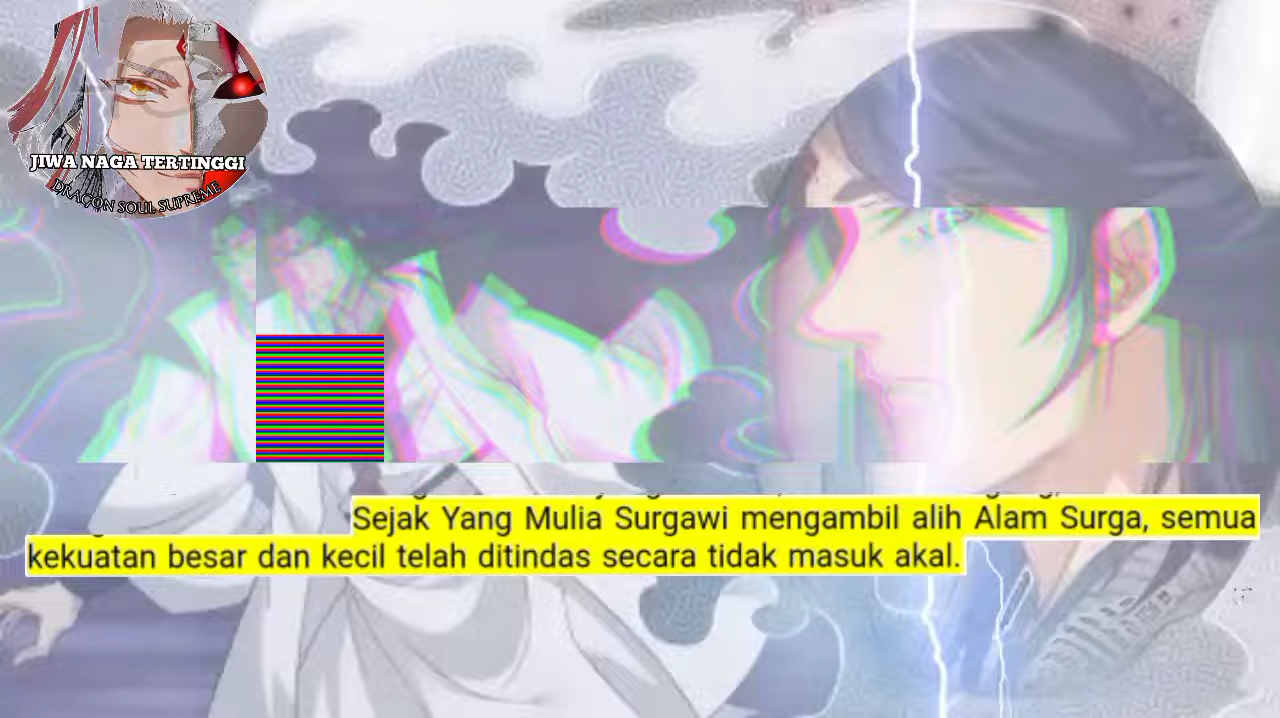 JIWA NAGA TERTINGGI
DRAGON SOUL SUPREME
Sejak Yang Mulia Surgawi mengambil alih Alam Surga, semua
kekuatan besar dan kecil telah ditindas secara tidak masuk akal.